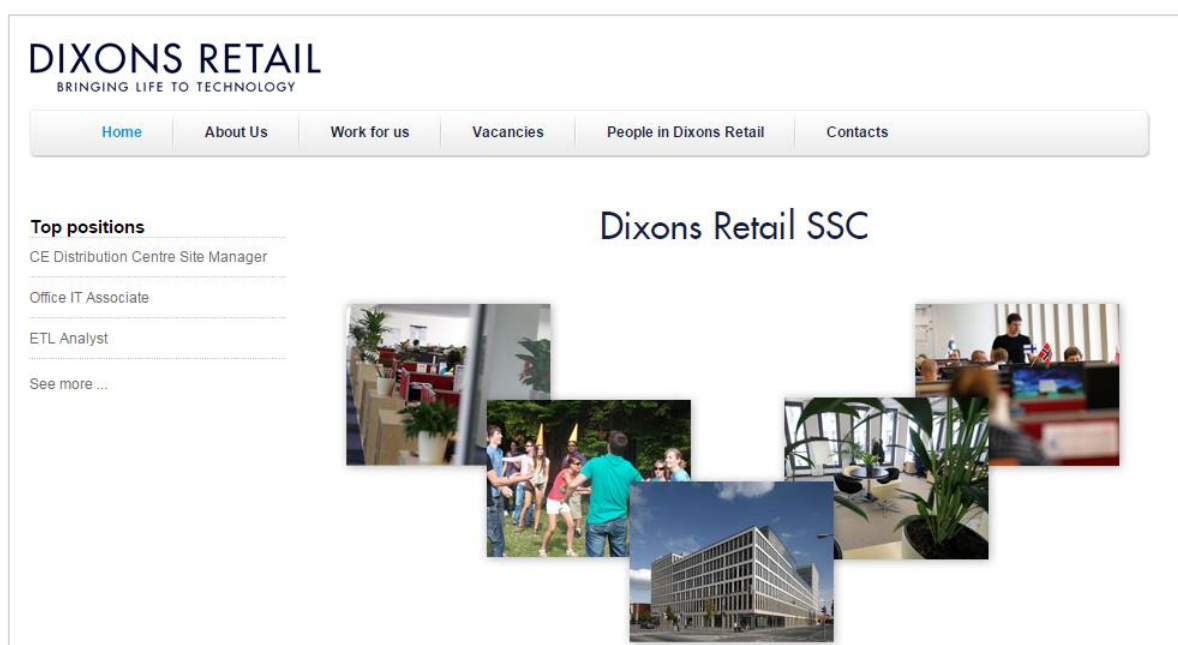 DIXONS RETAIL
BRINGING LIFE TO TECHNOLOGY
Home About Us Work for us Vacancies People in Dixons Retail Contacts
Top positions
CE Distribution Centre Site Manager
Office IT Associate
ETL Analyst
See more ...
Dixons Retail SSC